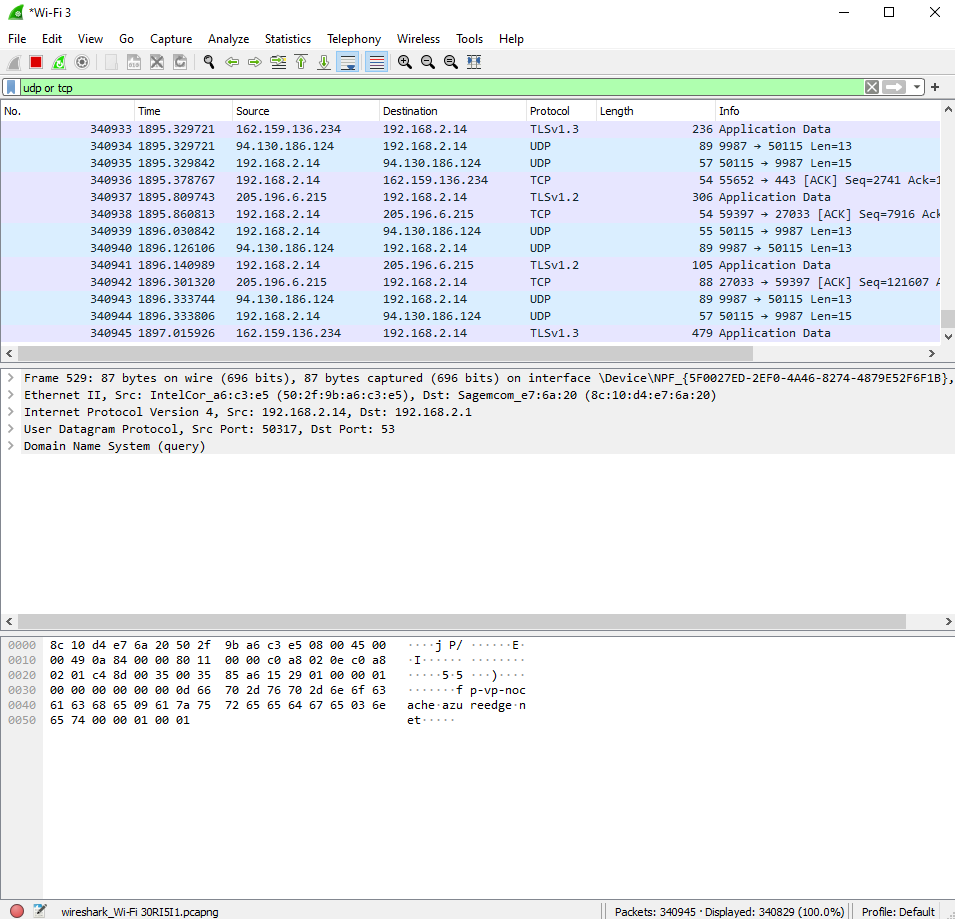 *Wi-Fi 3
File Edit View Go Capture Analyze Statistics Telephony Wireless Tools Help
udp or tcp
No. Time Source Destination Protocol Length Info
340933 1895.329721 162.159.136.234 192.168.2.14 TLSv1.3 236 Application Data
340934 1895.329721 94.130.186.124 192.168.2.14 UDP 89 9987 → 50115 Len=13
340935 1895.329842 192.168.2.14 94.130.186.124 UDP 57 50115 → 9987 Len=15
340936 1895.378767 192.168.2.14 162.159.136.234 TCP 54 55652 → 443 [ACK] Seq=2741 Ack=1
340937 1895.809743 205.196.6.215 192.168.2.14 TLSv1.2 306 Application Data
340938 1895.860813 192.168.2.14 205.196.6.215 TCP 54 59397 → 27033 [ACK] Seq=7916 Ack
340939 1896.030842 192.168.2.14 94.130.186.124 UDP 55 50115 → 9987 Len=13
340940 1896.126106 94.130.186.124 192.168.2.14 UDP 89 9987 → 50115 Len=13
340941 1896.140989 192.168.2.14 205.196.6.215 TLSv1.2 105 Application Data
340942 1896.301320 205.196.6.215 192.168.2.14 TCP 88 27033 → 59397 [ACK] Seq=121607 A
340943 1896.333744 94.130.186.124 192.168.2.14 UDP 89 9987 → 50115 Len=13
340944 1896.333806 192.168.2.14 94.130.186.124 UDP 57 50115 → 9987 Len=15
340945 1897.015926 162.159.136.234 192.168.2.14 TLSv1.3 479 Application Data
Frame 529: 87 bytes on wire (696 bits), 87 bytes captured (696 bits) on interface \Device\NPF_{5F0027ED-2EF0-4A46-8274-4879E52F6F1B},
Ethernet II, Src: IntelCor_a6:c3:e5 (50:2f:9b:a6:c3:e5), Dst: Sagemcom_e7:6a:20 (8c:10:d4:e7:6a:20)
Internet Protocol Version 4, Src: 192.168.2.14, Dst: 192.168.2.1
User Datagram Protocol, Src Port: 50317, Dst Port: 53
Domain Name System (query)
0000 8c 10 d4 e7 6a 20 50 2f 9b a6 c3 e5 08 00 45 00 ····j P/ ······E·
0010 00 49 0a 84 00 00 80 11 00 00 c0 a8 02 0e c0 a8 ·I······ ········
0020 02 01 c4 8d 00 35 00 35 85 a6 15 29 01 00 00 01 ·····5·5 ···)····
0030 00 00 00 00 00 00 0d 66 70 2d 76 70 2d 6e 6f 63 ·······f p-vp-noc
0040 61 63 68 65 09 61 7a 75 72 65 65 64 67 65 03 6e ache·azu reedge·n
0050 65 74 00 00 01 00 01 et·····
wireshark_Wi-Fi 30RI5I1.pcapng Packets: 340945 · Displayed: 340829 (100.0%) Profile: Default